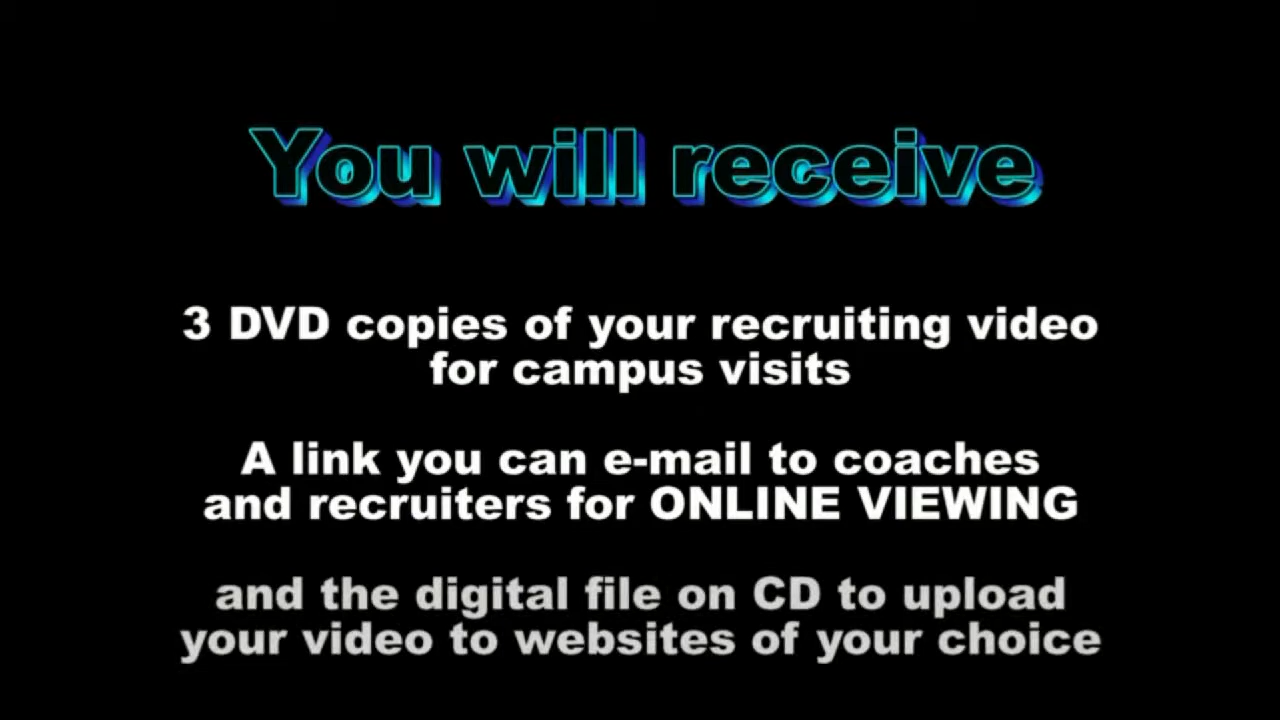 You will receive
3 DVD copies of your recruiting video
for campus visits
A link you can e-mail to coaches
and recruiters for ONLINE VIEWING
and the digital file on CD to upload
your video to websites of your choice